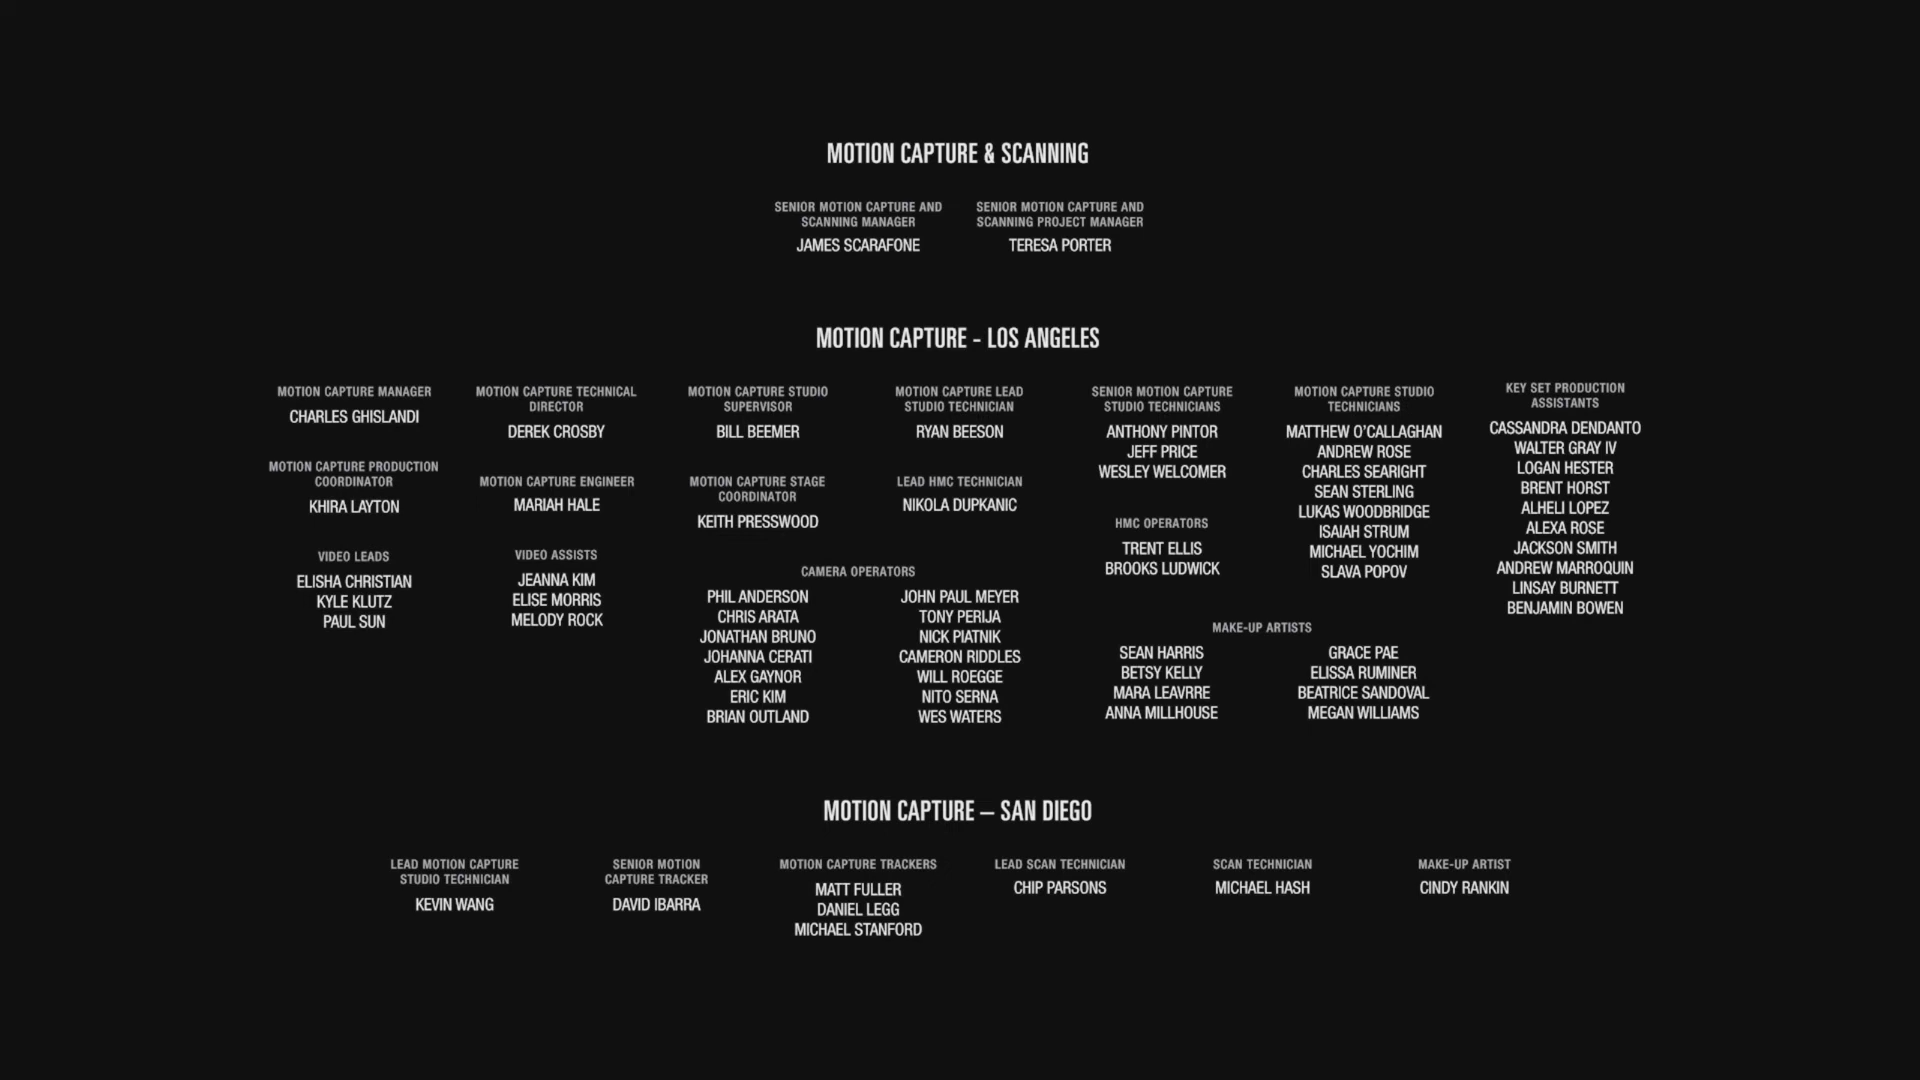 MOTION CAPTURE & SCANNING
SENIOR MOTION CAPTURE AND
SCANNING MANAGER
JAMES SCARAFONE
SENIOR MOTION CAPTURE AND
SCANNING PROJECT MANAGER
TERESA PORTER
MOTION CAPTURE - LOS ANGELES
MOTION CAPTURE MANAGER
CHARLES GHISLANDI
MOTION CAPTURE PRODUCTION
COORDINATOR
KHIRA LAYTON
VIDEO LEADS
ELISHA CHRISTIAN
KYLE KLUTZ
PAUL SUN
MOTION CAPTURE TECHNICAL
DIRECTOR
DEREK CROSBY
MOTION CAPTURE ENGINEER
MARIAH HALE
VIDEO ASSISTS
JEANNA KIM
ELISE MORRIS
MELODY ROCK
MOTION CAPTURE STUDIO
SUPERVISOR
BILL BEEMER
MOTION CAPTURE STAGE
COORDINATOR
KEITH PRESSWOOD
MOTION CAPTURE LEAD
STUDIO TECHNICIAN
RYAN BEESON
LEAD HMC TECHNICIAN
NIKOLA DUPKANIC
CAMERA OPERATORS
PHIL ANDERSON
CHRIS ARATA
JONATHAN BRUNO
JOHANNA CERATI
ALEX GAYNOR
ERIC KIM
BRIAN OUTLAND
JOHN PAUL MEYER
TONY PERIJA
NICK PIATNIK
CAMERON RIDDLES
WILL ROEGGE
NITO SERNA
WES WATERS
SENIOR MOTION CAPTURE
STUDIO TECHNICIANS
ANTHONY PINTOR
JEFF PRICE
WESLEY WELCOMER
HMC OPERATORS
TRENT ELLIS
BROOKS LUDWICK
MOTION CAPTURE STUDIO
TECHNICIANS
MATTHEW O'CALLAGHAN
ANDREW ROSE
CHARLES SEARIGHT
SEAN STERLING
LUKAS WOODBRIDGE
ISAIAH STRUM
MICHAEL YOCHIM
SLAVA POPOV
MAKE-UP ARTISTS
SEAN HARRIS
BETSY KELLY
MARA LEAVRRE
ANNA MILLHOUSE
GRACE PAE
ELISSA RUMINER
BEATRICE SANDOVAL
MEGAN WILLIAMS
KEY SET PRODUCTION
ASSISTANTS
CASSANDRA DENDANTO
WALTER GRAY IV
LOGAN HESTER
BRENT HORST
ALHELI LOPEZ
ALEXA ROSE
JACKSON SMITH
ANDREW MARROQUIN
LINSAY BURNETT
BENJAMIN BOWEN
MOTION CAPTURE – SAN DIEGO
LEAD MOTION CAPTURE
STUDIO TECHNICIAN
KEVIN WANG
SENIOR MOTION
CAPTURE TRACKER
DAVID IBARRA
MOTION CAPTURE TRACKERS
MATT FULLER
DANIEL LEGG
MICHAEL STANFORD
LEAD SCAN TECHNICIAN
CHIP PARSONS
SCAN TECHNICIAN
MICHAEL HASH
MAKE-UP ARTIST
CINDY RANKIN